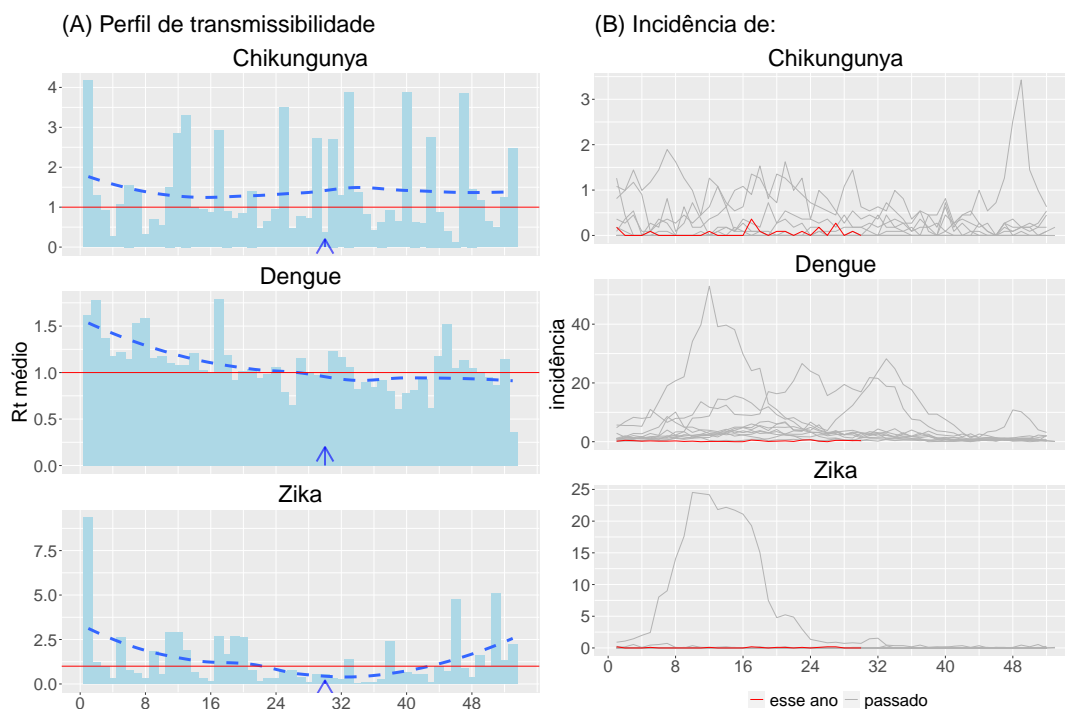 (A) Perfil de transmissibilidade
Chikungunya
4
3
2
1
0
Dengue
1.5
1.0
0.5
0.0
Zika
7.5
5.0
2.5
0.0
0 8 16 24 32 40 48
Rt médio
(B) Incidência de:
Chikungunya
3
2
1
0
Dengue
40
20
0
Zika
25
20
15
10
5
0
0 8 16 24 32 40 48
incidência
esse ano passado